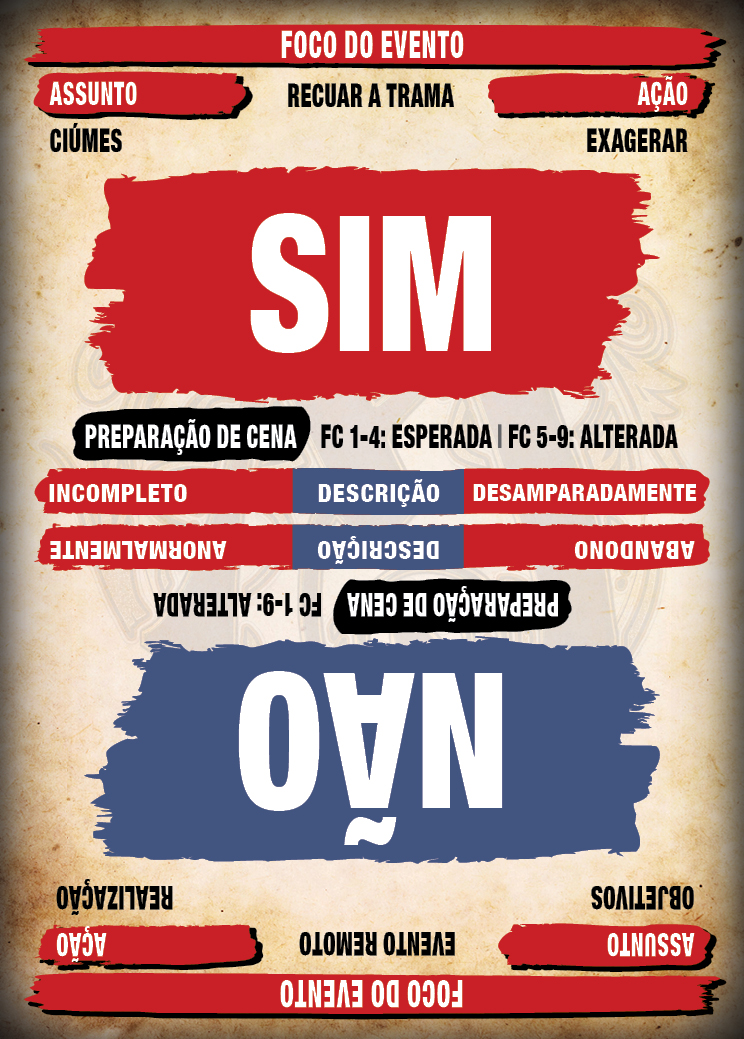 FOCO DO EVENTO
ASSUNTO RECUAR A TRAMA AÇÃO
CIÚMES EXAGERAR
SIM
PREPARAÇÃO DE CENA FC 1-4: ESPERADA | FC 5-9: ALTERADA
INCOMPLETO DESCRIÇÃO DESAMPARADAMENTE
ABANDONO DESCRIÇÃO ANORMALMENTE
PREPARAÇÃO DE CENA FC 1-9: ALTERADA
NÃO
OBJETIVOS REALIZAÇÃO
ASSUNTO EVENTO REMOTO AÇÃO
FOCO DO EVENTO